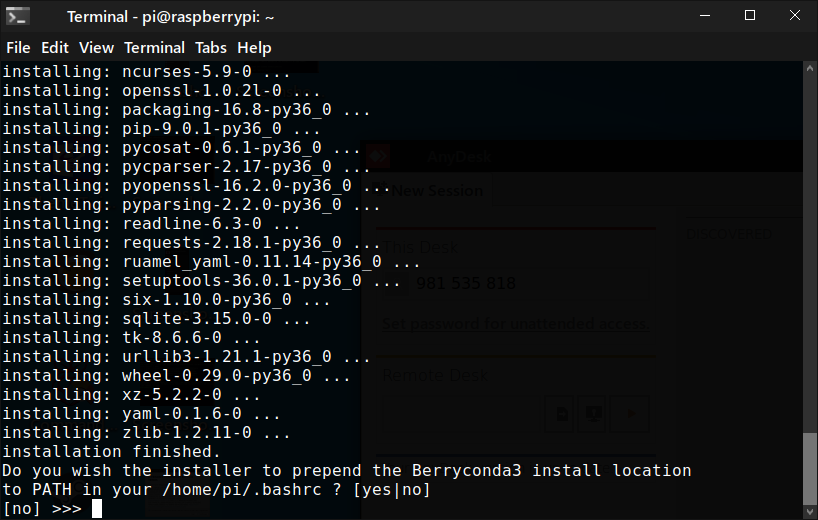 Terminal - pi@raspberrypi: ~
File Edit View Terminal Tabs Help
installing: ncurses-5.9-0 ...
installing: openssl-1.0.2l-0 ...
installing: packaging-16.8-py36_0 ...
installing: pip-9.0.1-py36_0 ...
installing: pycosat-0.6.1-py36_0 ...
installing: pycparser-2.17-py36_0 ...
installing: pyopenssl-16.2.0-py36_0 ...
installing: pyparsing-2.2.0-py36_0 ...
installing: readline-6.3-0 ...
installing: requests-2.18.1-py36_0 ...
installing: ruamel_yaml-0.11.14-py36_0 ...
installing: setuptools-36.0.1-py36_0 ...
installing: six-1.10.0-py36_0 ...
installing: sqlite-3.15.0-0 ...
installing: tk-8.6.6-0 ...
installing: urllib3-1.21.1-py36_0 ...
installing: wheel-0.29.0-py36_0 ...
installing: xz-5.2.2-0 ...
installing: yaml-0.1.6-0 ...
installing: zlib-1.2.11-0 ...
installation finished.
Do you wish the installer to prepend the Berryconda3 install location
to PATH in your /home/pi/.bashrc ? [yes|no]
[no] >>>
AnyDesk
New Session
This Desk
981 535 818
Set password for unattended access
Remote Desk
DISCOVERED